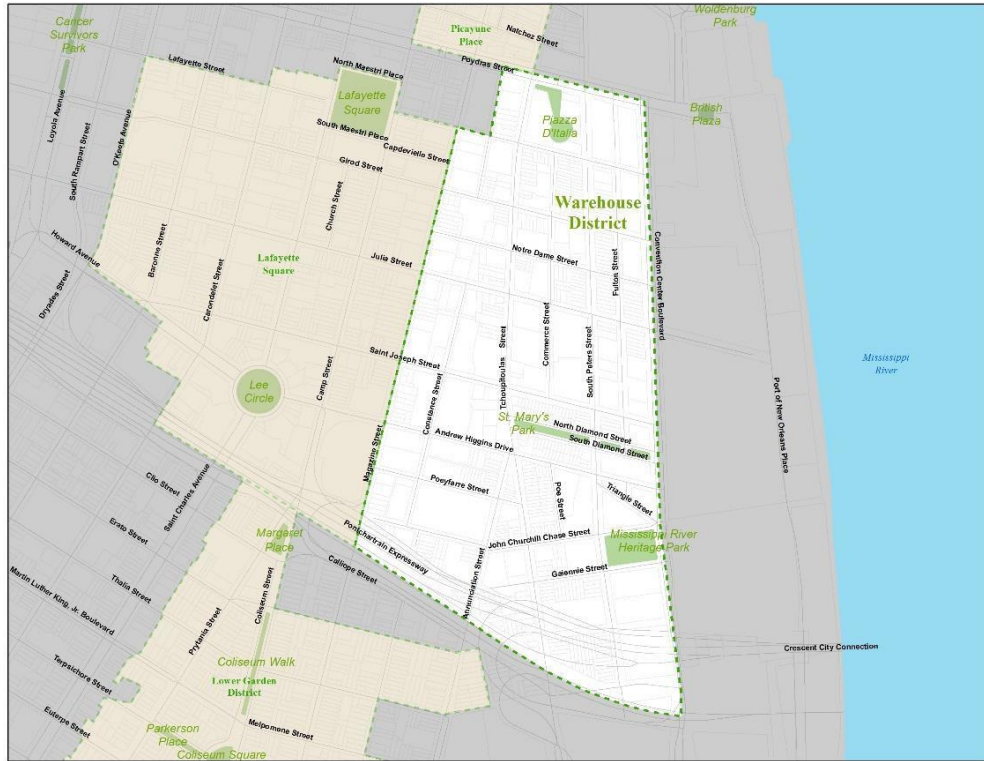 Woldenburg
Park
Cancer
Survivors
Park
Picayune
Place
Natchez Street
Lafayette Street
North Maestri Place
Poydras Street
Loyola Avenue
South Rampart Street
O'Keefe Avenue
Lafayette
Square
British
Plaza
Piazza
D'Italia
South Maestri Place
Capdevielle Street
Girod Street
Church Street
Warehouse
District
Howard Avenue
Baronne Street
Lafayette
Square
Julia Street
Notre Dame Street
Fulton Street
Convention Center Boulevard
Dryades Street
Carondelet Street
Commerce Street
Tchoupitoulas Street
South Peters Street
Mississippi
River
Saint Joseph Street
Camp Street
Lee
Circle
Constance Street
Port of New Orleans Place
St. Mary's
Park
North Diamond Street
South Diamond Street
Andrew Higgins Drive
Magazine Street
Clio Street
Saint Charles Avenue
Poeyfarre Street
Poe Street
Triangle Street
Erato Street
Margaret
Place
Pontchartrain Expressway
John Churchill Chase Street
Mississippi River
Heritage Park
Calliope Street
Gaiennie Street
Thalia Street
Annunciation Street
Martin Luther King, Jr. Boulevard
Coliseum Street
Prytania Street
Crescent City Connection
Terpsichore Street
Coliseum Walk
Lower Garden
District
Euterpe Street
Melpomene Street
Parkerson
Place
Coliseum Square